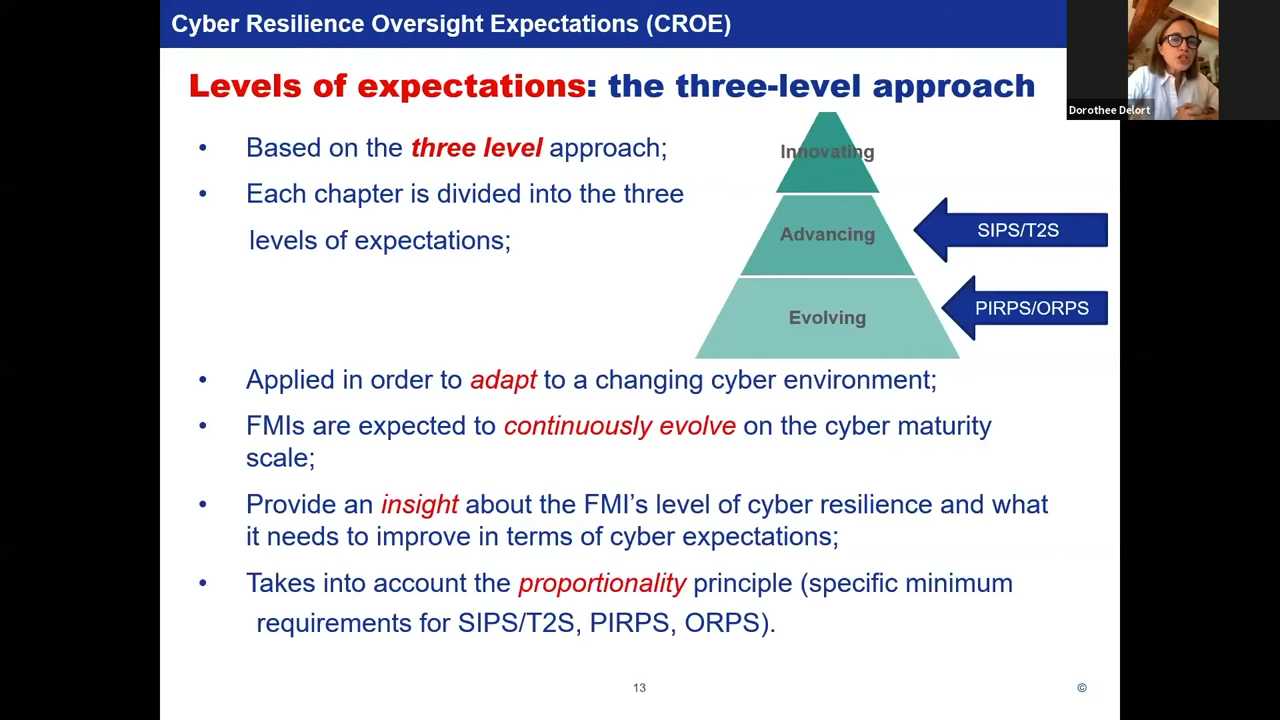 Cyber Resilience Oversight Expectations (CROE)
Dorothee Delort
Levels of expectations: the three-level approach
• Based on the three level approach;
• Each chapter is divided into the three
levels of expectations;
Innovating
Advancing
SIPS/T2S
Evolving
PIRPS/ORPS
• Applied in order to adapt to a changing cyber environment;
• FMIs are expected to continuously evolve on the cyber maturity
scale;
• Provide an insight about the FMI’s level of cyber resilience and what
it needs to improve in terms of cyber expectations;
• Takes into account the proportionality principle (specific minimum
requirements for SIPS/T2S, PIRPS, ORPS).
13
©